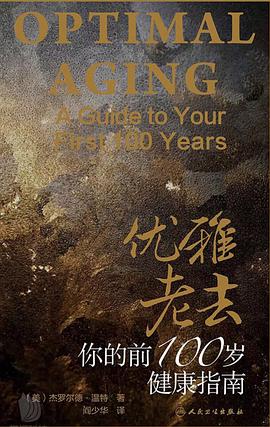 OPTIMAL
AGING
A Guide to Your
First 100 Years
优雅
老去
你的前100岁
健康指南
（美）杰罗尔德·温特 著
阎少华 译
人民卫生出版社